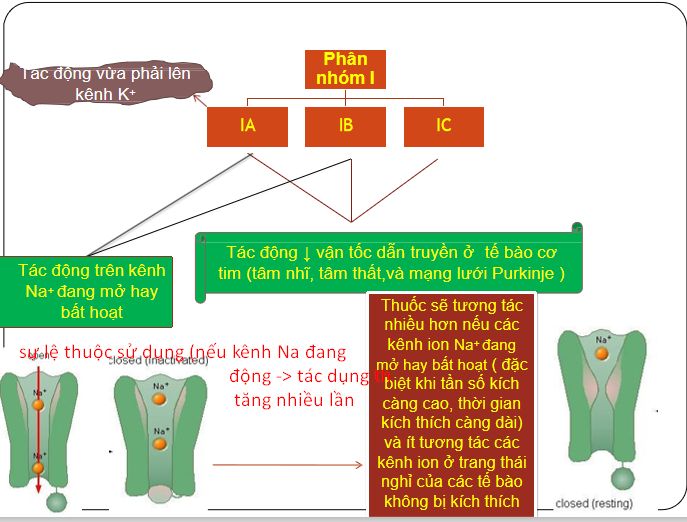 Phân
nhóm I
Tác động vừa phải lên
kênh K+
IA
IB
IC
Tác động ↓ vận tốc dẫn truyền ở tế bào cơ
tim (tâm nhĩ, tâm thất,và mạng lưới Purkinje )
Tác động trên kênh
Na+ đang mở hay
bất hoạt
Thuốc sẽ tương tác
nhiều hơn nếu các
kênh ion Na+ đang
mở hay bất hoạt ( đặc
biệt khi tần số kích
càng cao, thời gian
kích thích càng dài)
và ít tương tác các
kênh ion ở trang thái
nghỉ của các tế bào
không bị kích thích
sự lệ thuộc sử dụng (nếu kênh Na đang
động -> tác dụng
tăng nhiều lần
open
closed (inactivated)
Na+
Na+
Na+
Na+
Na+
closed (resting)